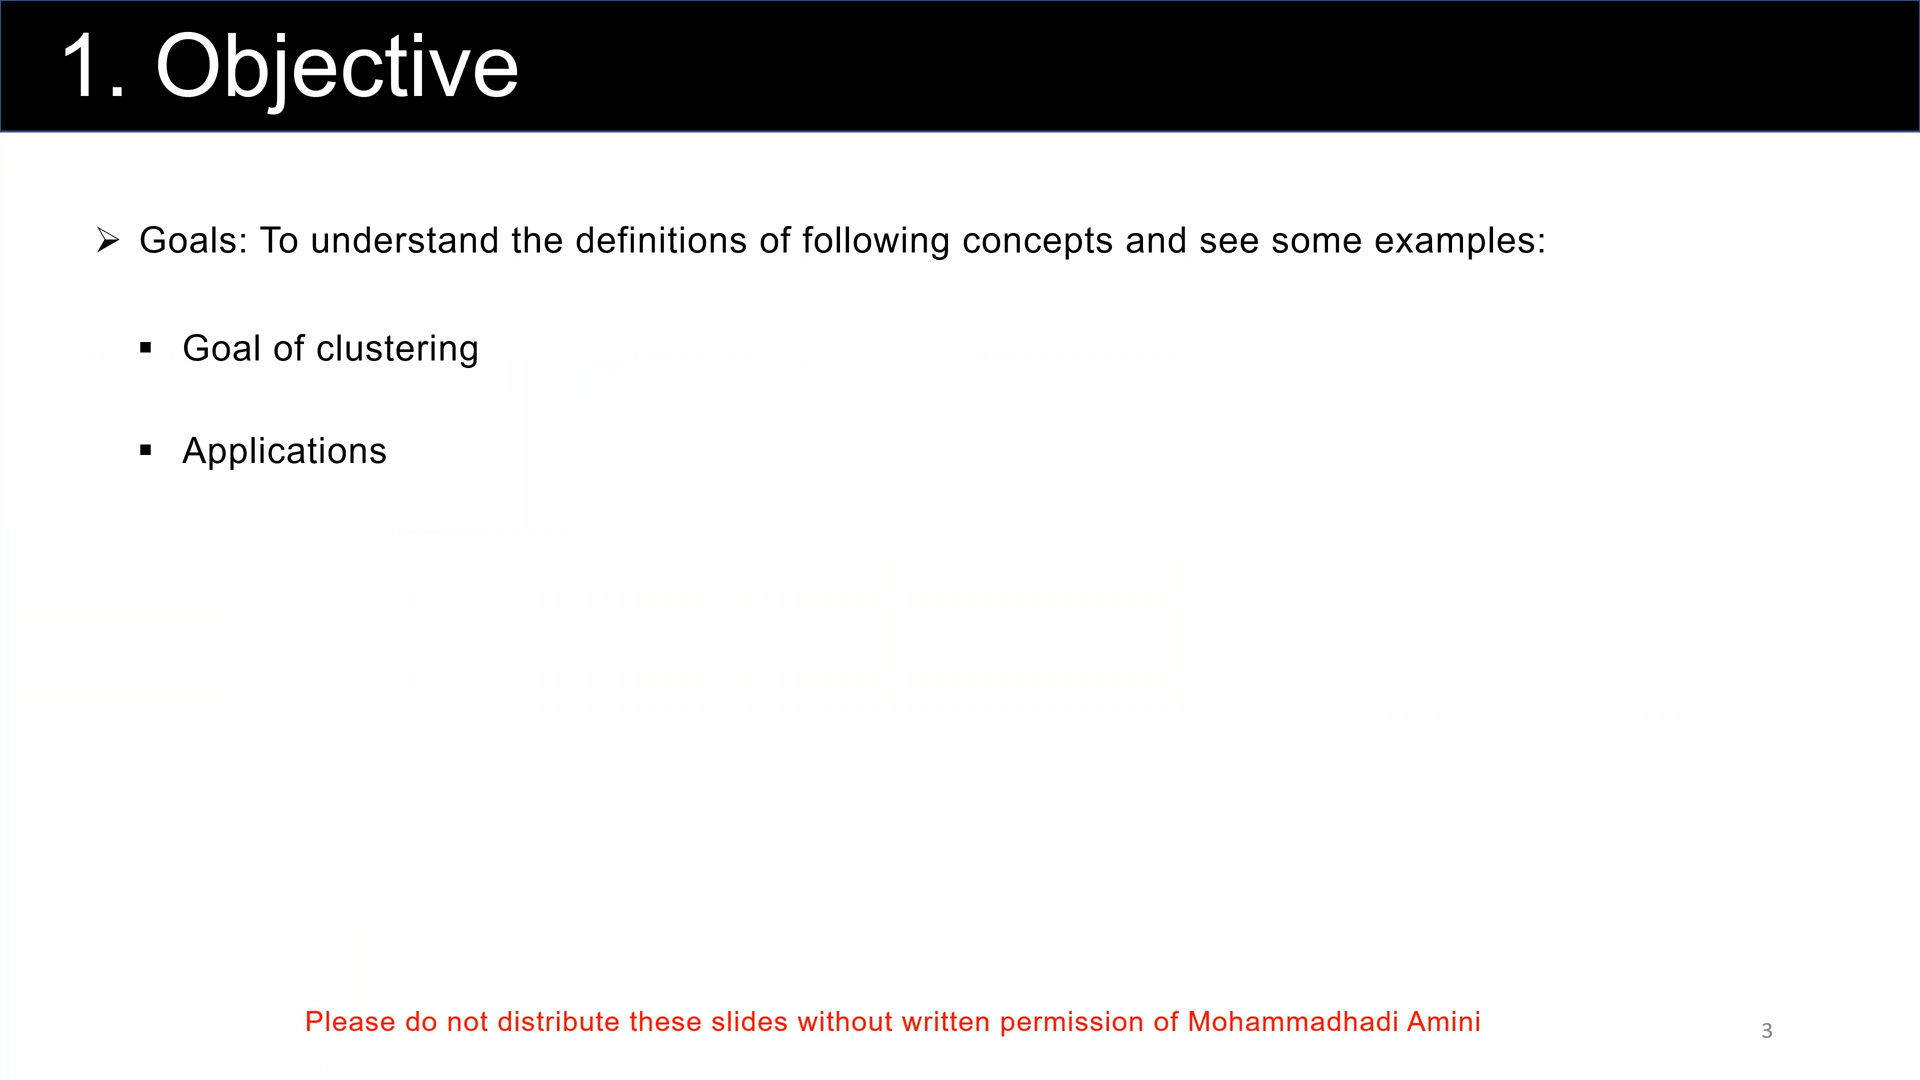 1. Objective
➢ Goals: To understand the definitions of following concepts and see some examples:
▪ Goal of clustering
▪ Applications
Please do not distribute these slides without written permission of Mohammadhadi Amini
3